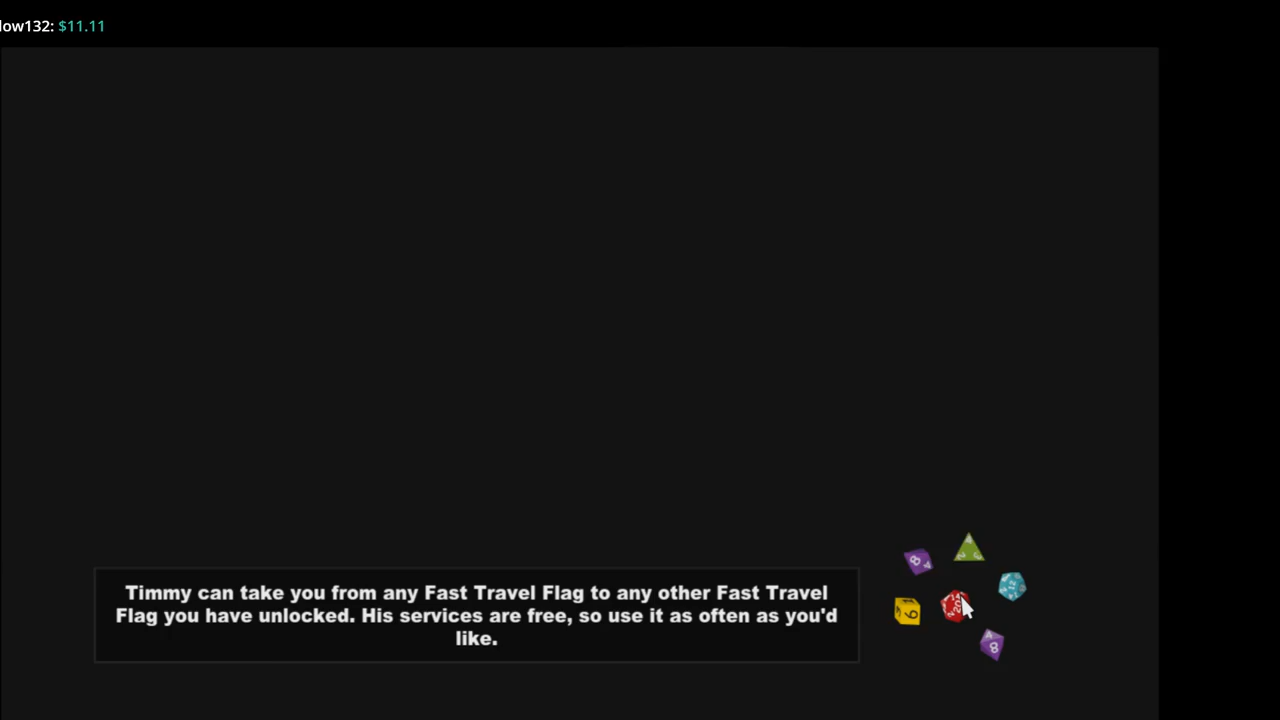 low132: $11.11
Timmy can take you from any Fast Travel Flag to any other Fast Travel
Flag you have unlocked. His services are free, so use it as often as you'd
like.